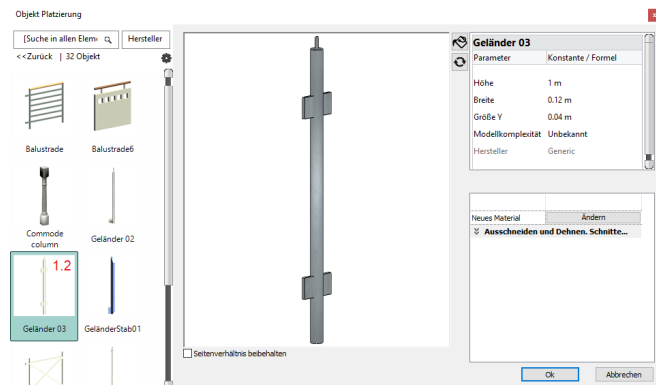 Objekt Platzierung
x
[Suche in allen Eleme
Hersteller
<<Zurück | 32 Objekt
Balustrade
Balustrade6
Commode
column
Geländer 02
1.2
Geländer 03
GeländerStab01
Seitenverhältnis beibehalten
Geländer 03
Parameter Konstante / Formel
Höhe 1 m
Breite 0.12 m
Größe Y 0.04 m
Modellkomplexität Unbekannt
Hersteller Generic
Neues Material Ändern
Ausschneiden und Dehnen. Schnitte...
Ok Abbrechen